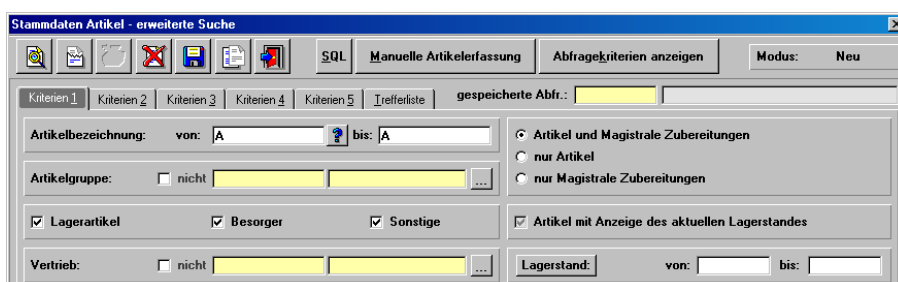 Stammdaten Artikel - erweiterte Suche
SQL Manuelle Artikelerfassung Abfragekriterien anzeigen Modus: Neu
Kriterien 1 Kriterien 2 Kriterien 3 Kriterien 4 Kriterien 5 Trefferliste gespeicherte Abfr.:
Artikelbezeichnung: von: A ? bis: A
Artikel und Magistrale Zubereitungen
nur Artikel
Artikelgruppe: nicht ...
nur Magistrale Zubereitungen
Lagerartikel Besorger Sonstige
Artikel mit Anzeige des aktuellen Lagerstandes
Vertrieb: nicht ...
Lagerstand: von: bis: